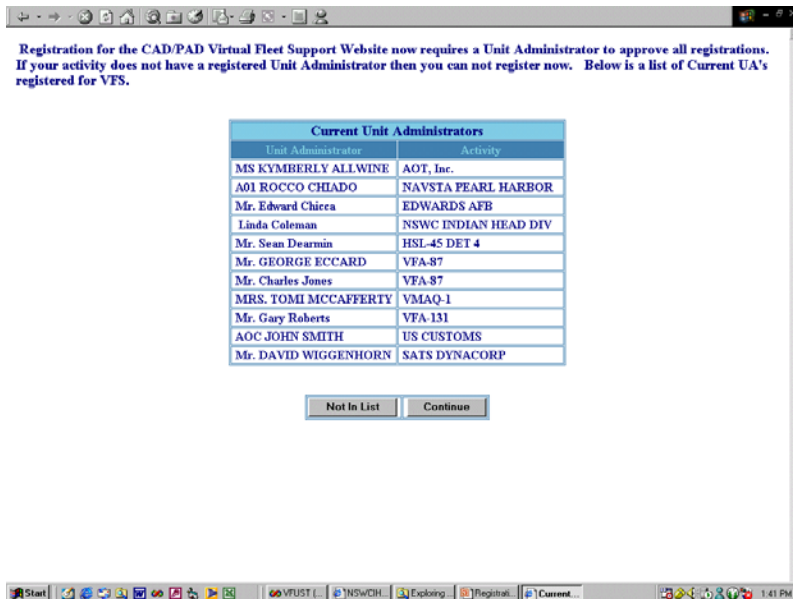 Registration for the CAD/PAD Virtual Fleet Support Website now requires a Unit Administrator to approve all registrations.
If your activity does not have a registered Unit Administrator then you can not register now. Below is a list of Current UA's
registered for VFS.
Current Unit Administrators
Unit Administrator Activity
MS KYMBERLY ALLWINE AOT, Inc.
A01 ROCCO CHIADO NAVSTA PEARL HARBOR
Mr. Edward Chicca EDWARDS AFB
Linda Coleman NSWC INDIAN HEAD DIV
Mr. Sean Dearmin HSL-45 DET 4
Mr. GEORGE ECCARD VFA-87
Mr. Charles Jones VFA-87
MRS. TOMI MCCAFFERTY VMAQ-1
Mr. Gary Roberts VFA-131
AOC JOHN SMITH US CUSTOMS
Mr. DAVID WIGGENHORN SATS DYNACORP
Not In List Continue
Start VFUST (... NSWCIH... Exploring... Registrati... Current... 1:41 PM